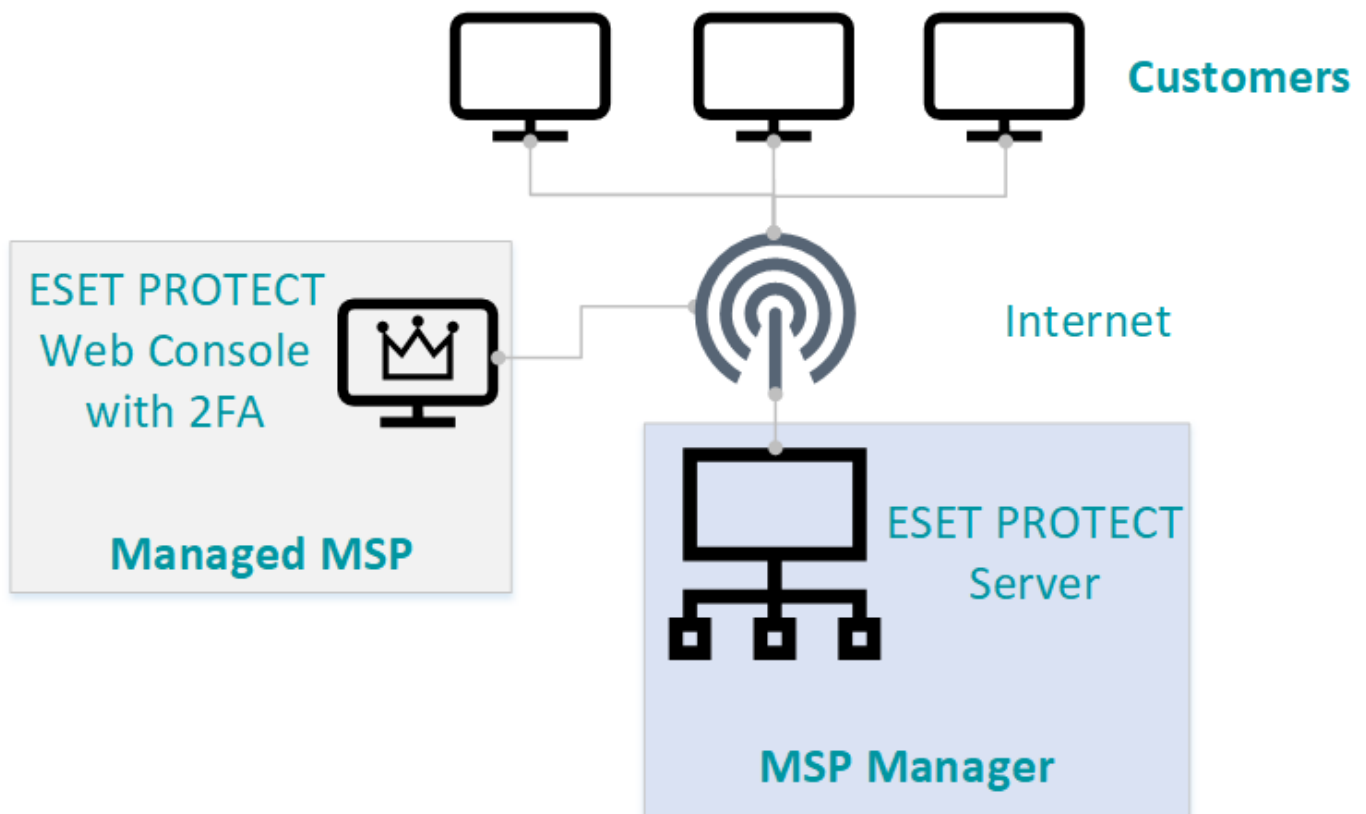 Customers
ESET PROTECT
Web Console
with 2FA
Managed MSP
Internet
ESET PROTECT
Server
MSP Manager